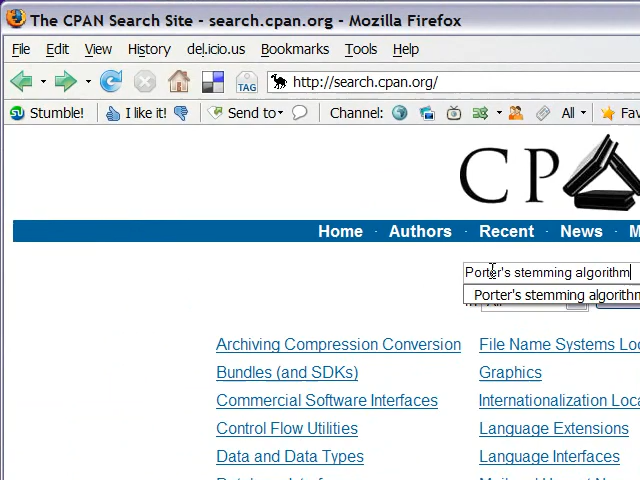 The CPAN Search Site - search.cpan.org - Mozilla Firefox
File Edit View History del.icio.us Bookmarks Tools Help
TAG http://search.cpan.org/
Stumble! I like it! Send to Channel: All Fav
C P
Home · Authors · Recent · News · M
Porter's stemming algorithm
Porter's stemming algorithm
Archiving Compression Conversion File Name Systems Loc
Bundles (and SDKs) Graphics
Commercial Software Interfaces Internationalization Loca
Control Flow Utilities Language Extensions
Data and Data Types Language Interfaces